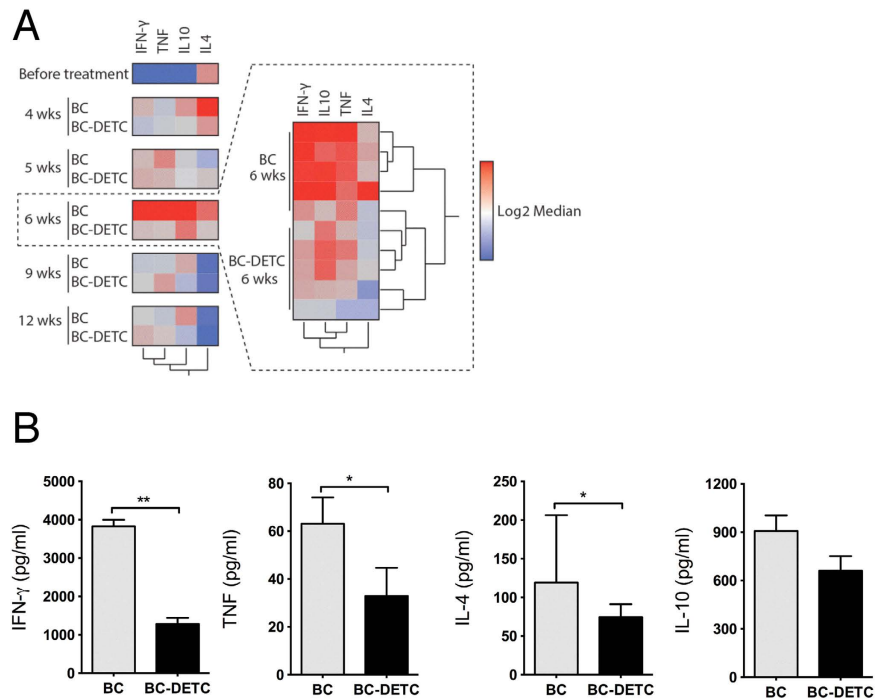 A
IFN-γ TNF IL10 IL4
Before treatment
4 wks BC
BC-DETC
5 wks BC
BC-DETC
6 wks BC
BC-DETC
9 wks BC
BC-DETC
12 wks BC
BC-DETC
IFN-γ IL10 TNF IL4
BC
6 wks
BC-DETC
6 wks
Log2 Median
B
IFN-γ (pg/ml)
5000
4000
3000
2000
1000
0
**
BC BC-DETC
TNF (pg/ml)
80
60
40
20
0
*
BC BC-DETC
IL-4 (pg/ml)
250
200
150
100
50
0
*
BC BC-DETC
IL-10 (pg/ml)
1200
900
600
300
0
BC BC-DETC